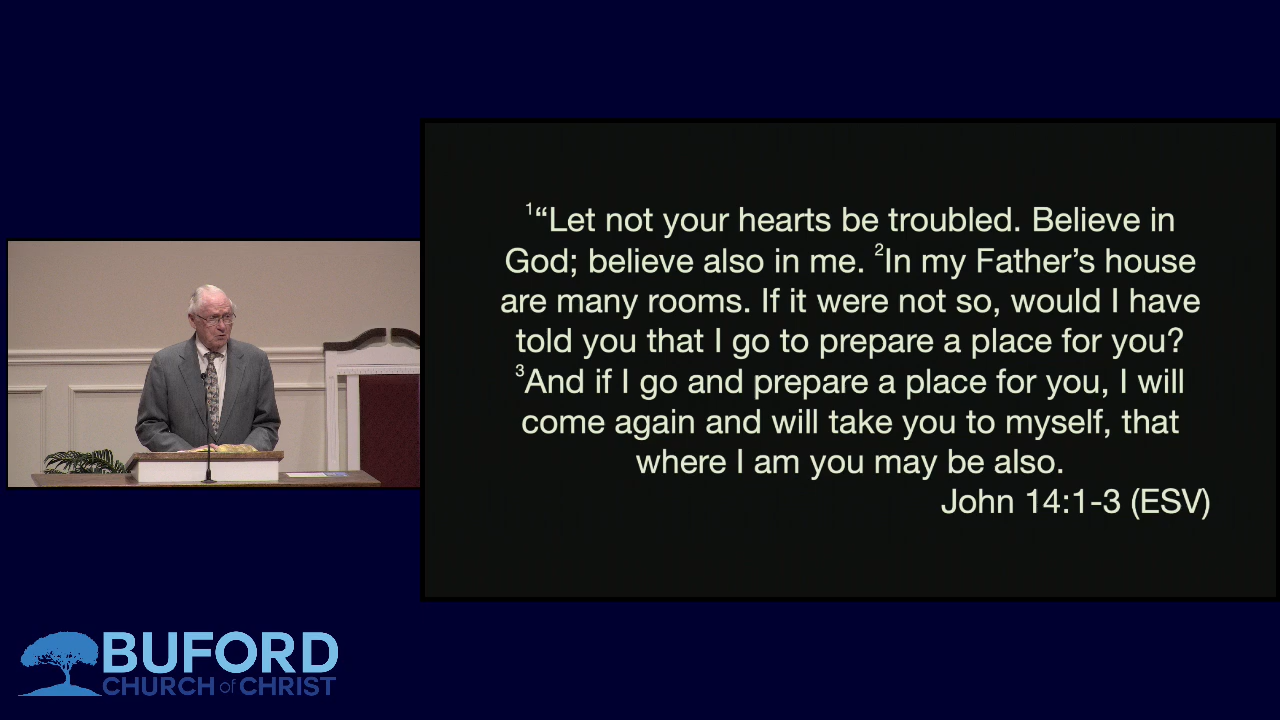 ¹“Let not your hearts be troubled. Believe in
God; believe also in me. ²In my Father’s house
are many rooms. If it were not so, would I have
told you that I go to prepare a place for you?
³And if I go and prepare a place for you, I will
come again and will take you to myself, that
where I am you may be also.
John 14:1-3 (ESV)
BUFORD
CHURCH of CHRIST